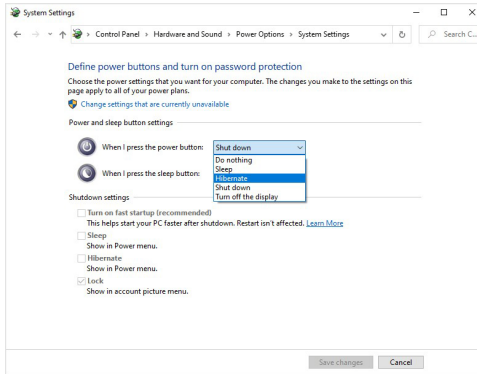 System Settings
Control Panel › Hardware and Sound › Power Options › System Settings
Search C...
Define power buttons and turn on password protection
Choose the power settings that you want for your computer. The changes you make to the settings on this
page apply to all of your power plans.
Change settings that are currently unavailable
Power and sleep button settings
When I press the power button:
Shut down
Do nothing
Sleep
Hibernate
Shut down
Turn off the display
When I press the sleep button:
Shutdown settings
Turn on fast startup (recommended)
This helps start your PC faster after shutdown. Restart isn't affected. Learn More
Sleep
Show in Power menu.
Hibernate
Show in Power menu.
Lock
Show in account picture menu.
Save changes
Cancel